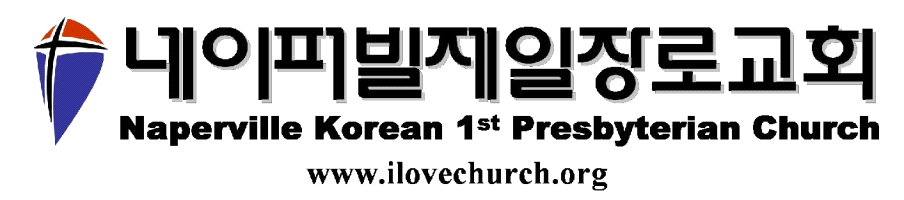 네이퍼빌제일장로교회
Naperville Korean 1st Presbyterian Church
www.ilovechurch.org